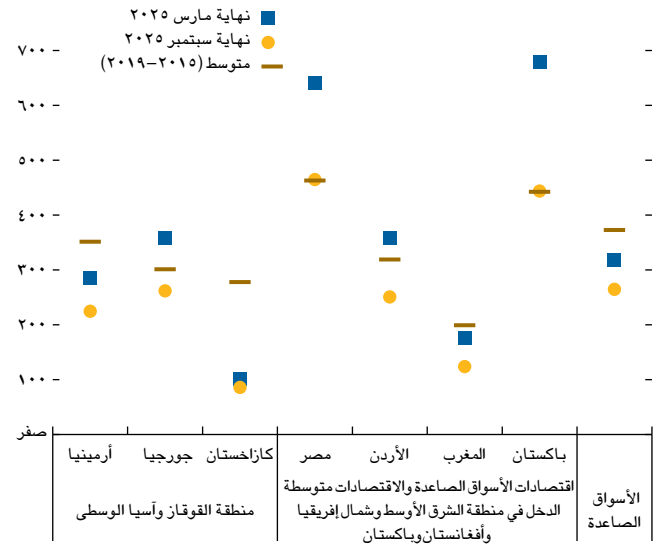 نهاية مارس ٢٠٢٥
نهاية سبتمبر ٢٠٢٥
متوسط (٢٠١٥–٢٠١٩)
٧٠٠
٦٠٠
٥٠٠
٤٠٠
٣٠٠
٢٠٠
١٠٠
صفر
أرمينيا
جورجيا
كازاخستان
مصر
الأردن
المغرب
باكستان
منطقة القوقاز وآسيا الوسطى
اقتصادات الأسواق الصاعدة والاقتصادات متوسطة
الدخل في منطقة الشرق الأوسط وشمال إفريقيا
وأفغانستان وباكستان
الأسواق
الصاعدة